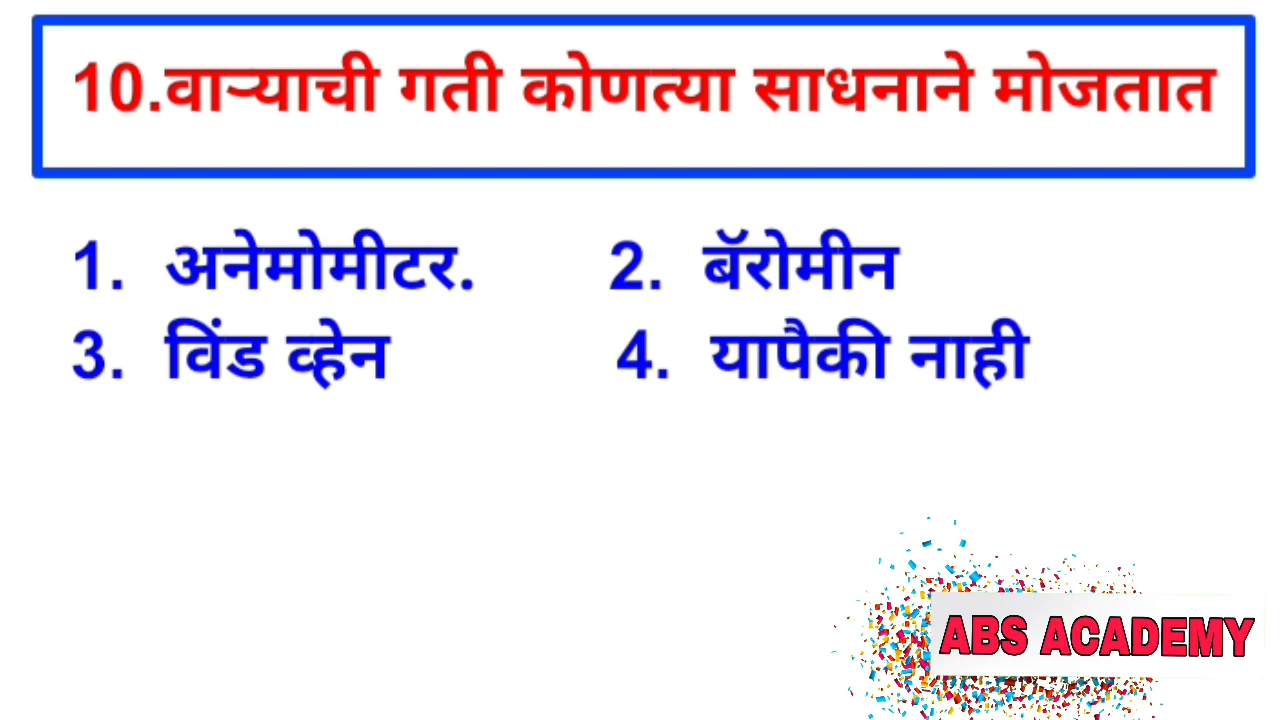 10.वाऱ्याची गती कोणत्या साधनाने मोजतात
1. अनेमोमीटर. 2. बॅरोमीन
3. विंड व्हेन 4. यापैकी नाही
ABS ACADEMY